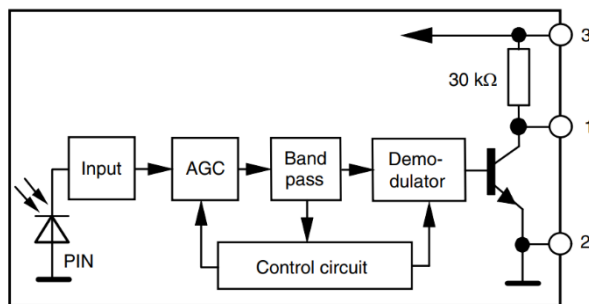 3
30 kΩ
1
Input
AGC
Band
pass
Demo-
dulator
2
PIN
Control circuit